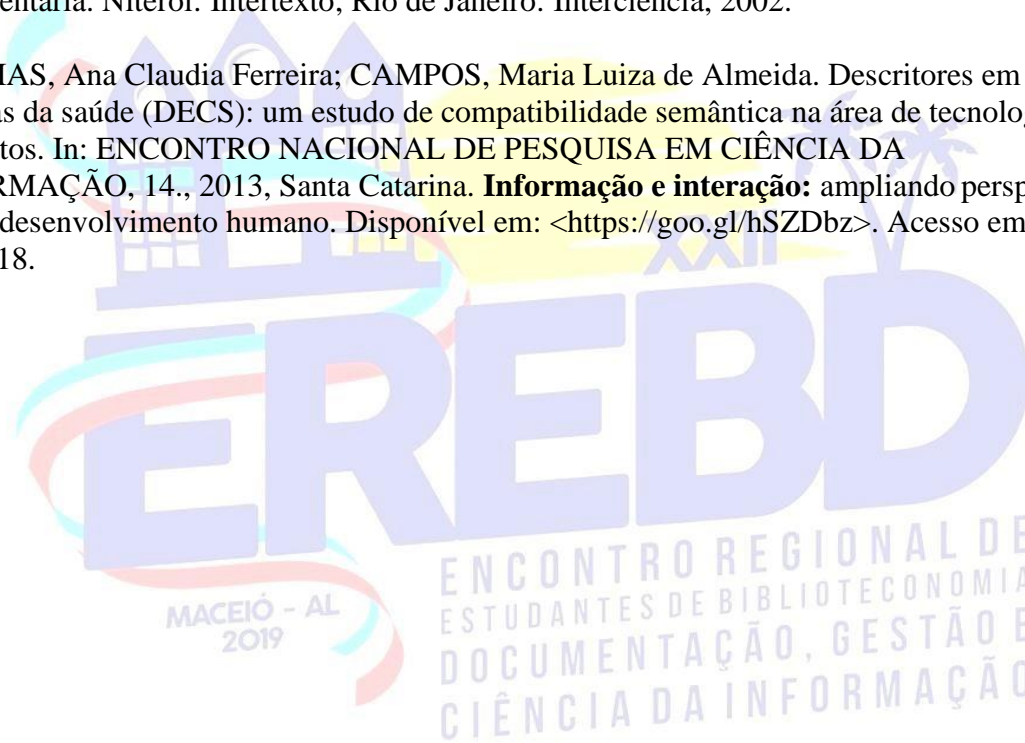 entária. Niterói: Intertexto; Rio de Janeiro: Interciência, 2002.
IAS, Ana Claudia Ferreira; CAMPOS, Maria Luiza de Almeida. Descritores em
as da saúde (DECS): um estudo de compatibilidade semântica na área de tecnolog
tos. In: ENCONTRO NACIONAL DE PESQUISA EM CIÊNCIA DA
RMAÇÃO, 14., 2013, Santa Catarina. Informação e interação: ampliando persp
desenvolvimento humano. Disponível em: <https://goo.gl/hSZDbz>. Acesso em
18.
XXII
EREBD
MACEIÓ - AL
2019
ENCONTRO REGIONAL DE
ESTUDANTES DE BIBLIOTECONOMIA
DOCUMENTAÇÃO, GESTÃO E
CIÊNCIA DA INFORMAÇÃO